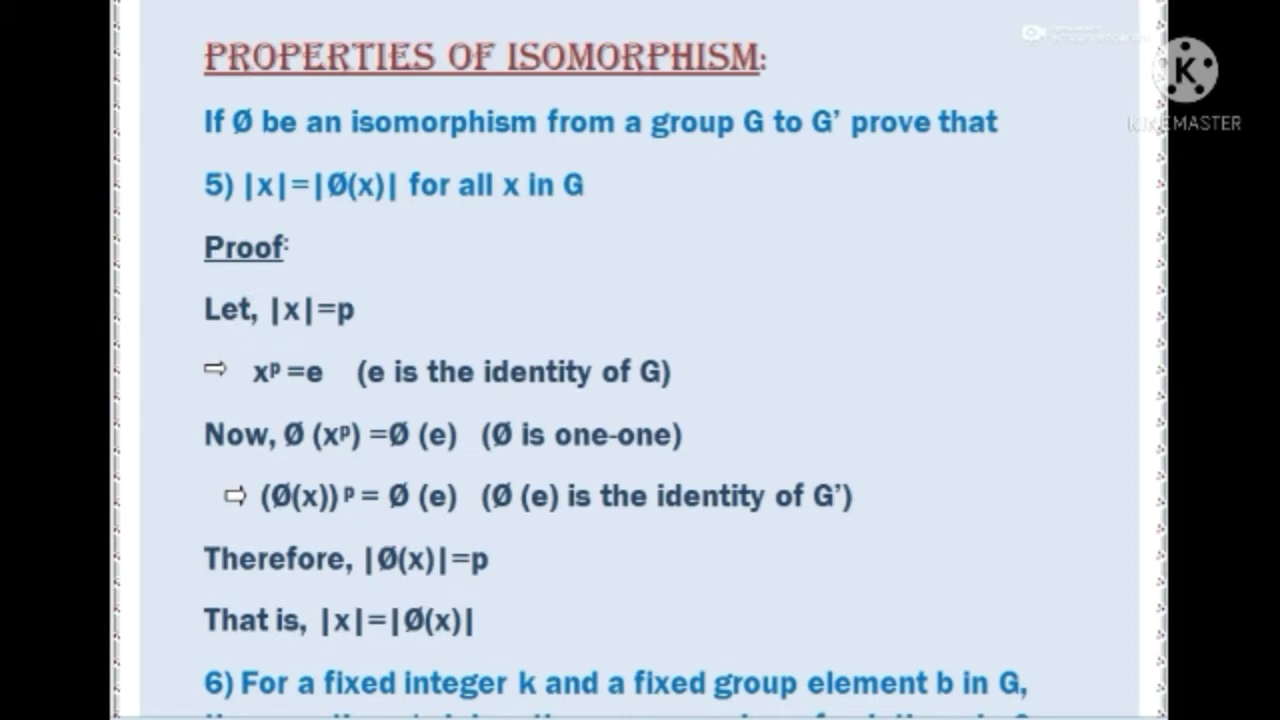 PROPERTIES OF ISOMORPHISM:
If Ø be an isomorphism from a group G to G’ prove that
5) |x|=|Ø(x)| for all x in G
Proof:
Let, |x|=p
⇨ xᵖ =e (e is the identity of G)
Now, Ø (xᵖ) =Ø (e) (Ø is one-one)
⇨ (Ø(x)) ᵖ = Ø (e) (Ø (e) is the identity of G’)
Therefore, |Ø(x)|=p
That is, |x|=|Ø(x)|
6) For a fixed integer k and a fixed group element b in G,
K
KINEMASTER